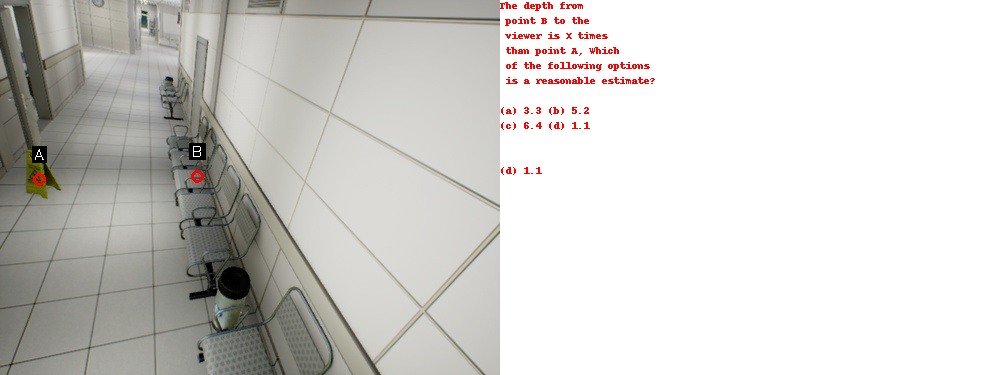 A
B
The depth from
point B to the
viewer is X times
than point A, Which
of the following options
is a reasonable estimate?
(a) 3.3 (b) 5.2
(c) 6.4 (d) 1.1
(d) 1.1